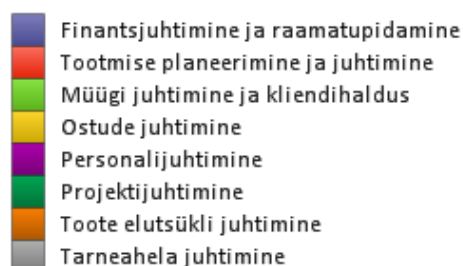 Finantsjuhtimine ja raamatupidamine
Tootmise planeerimine ja juhtimine
Müügi juhtimine ja kliendihaldus
Ostude juhtimine
Personalijuhtimine
Projektijuhtimine
Toote elutsükli juhtimine
Tarneahela juhtimine